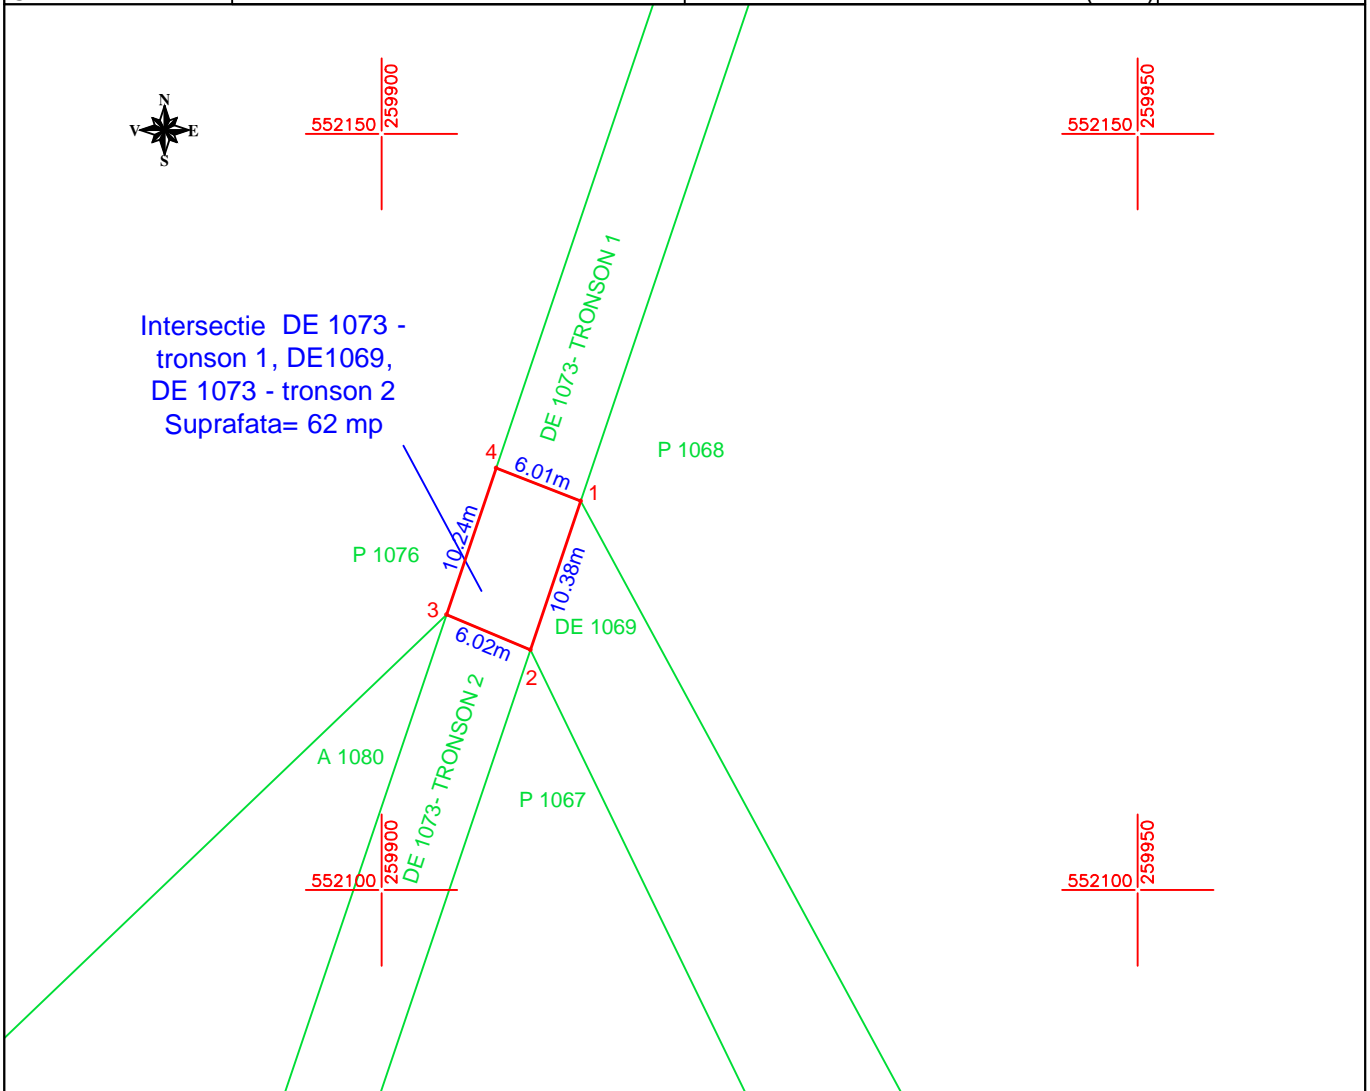 N
V
E
S
552150
259900
552150
259950
DE 1073- TRONSON 1
Intersectie  DE 1073 -
tronson 1, DE1069,
DE 1073 - tronson 2
Suprafata= 62 mp
P 1068
4
6.01m
1
10.24m
P 1076
10.38m
3
6.02m
DE 1069
2
DE 1073- TRONSON 2
A 1080
P 1067
552100
259900
552100
259950